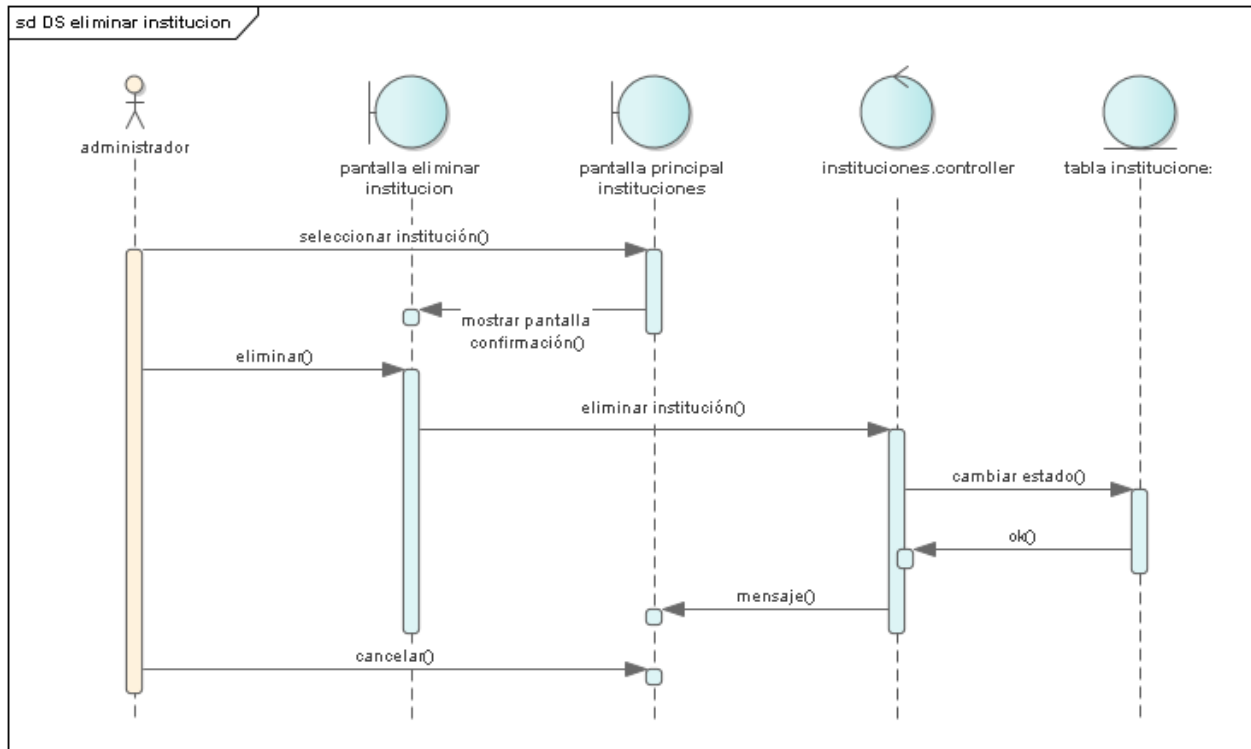 sd DS eliminar institucion
administrador
pantalla eliminar
institucion
pantalla principal
instituciones
instituciones.controller
tabla institucione:
seleccionar institución()
mostrar pantalla
confirmación()
eliminar()
eliminar institución()
cambiar estado()
ok()
mensaje()
cancelar()